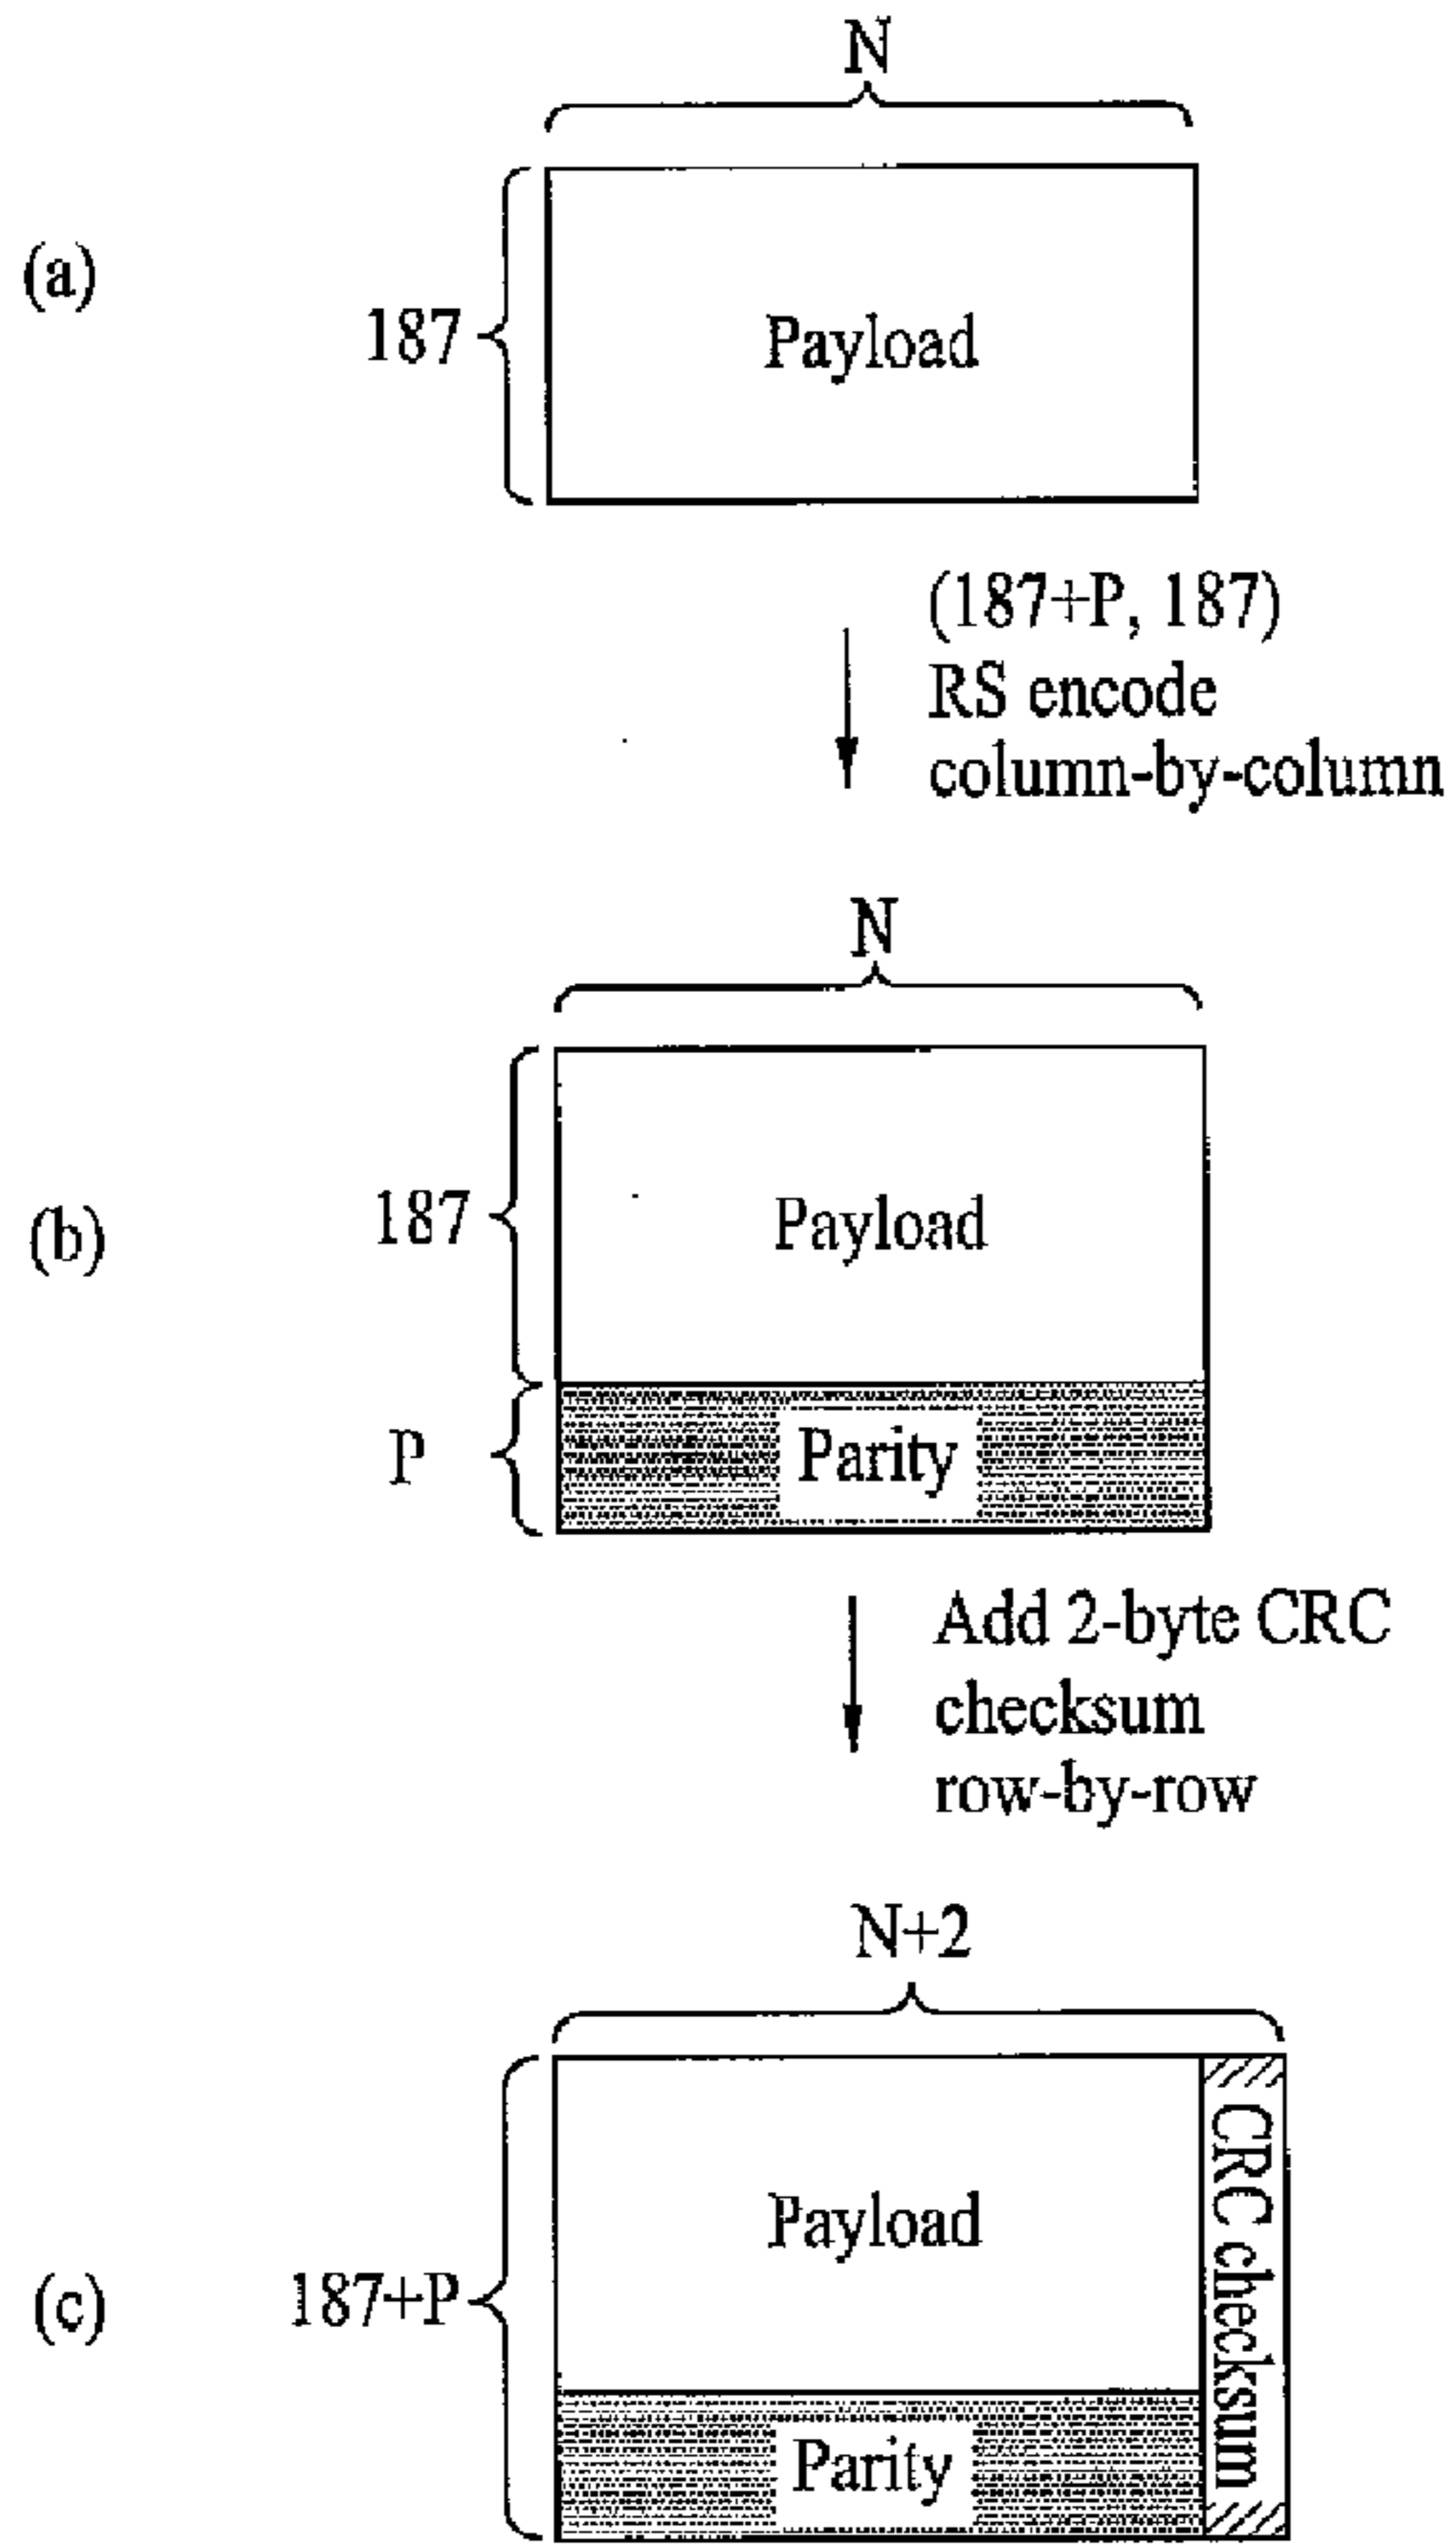 N
(a)
187
Payload
(187+P, 187)
RS encode
column-by-column
N
187
(b)
Payload
P
Parity
Add 2-byte CRC
checksum
row-by-row
N+2
(c)
187+P
Payload
CRC checksum
Parity